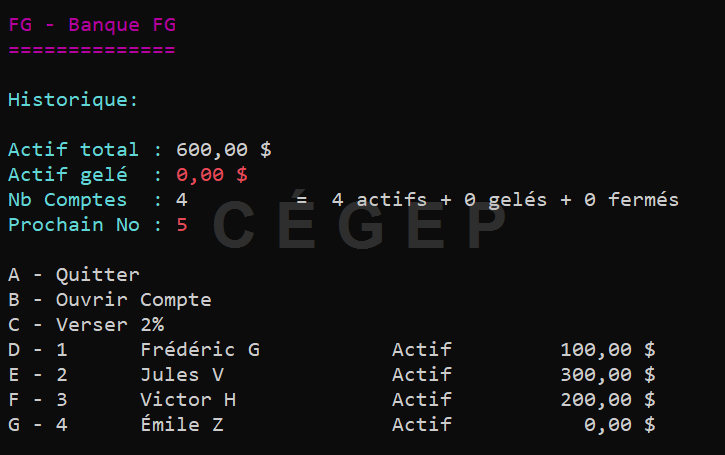 FG - Banque FG
==============
Historique:
Actif total : 600,00 $
Actif gelé  : 0,00 $
Nb Comptes  : 4         =  4 actifs + 0 gelés + 0 fermés
Prochain No : 5
CÉGEP
A - Quitter
B - Ouvrir Compte
C - Verser 2%
D - 1      Frédéric G           Actif         100,00 $
E - 2      Jules V              Actif         300,00 $
F - 3      Victor H             Actif         200,00 $
G - 4      Émile Z              Actif           0,00 $